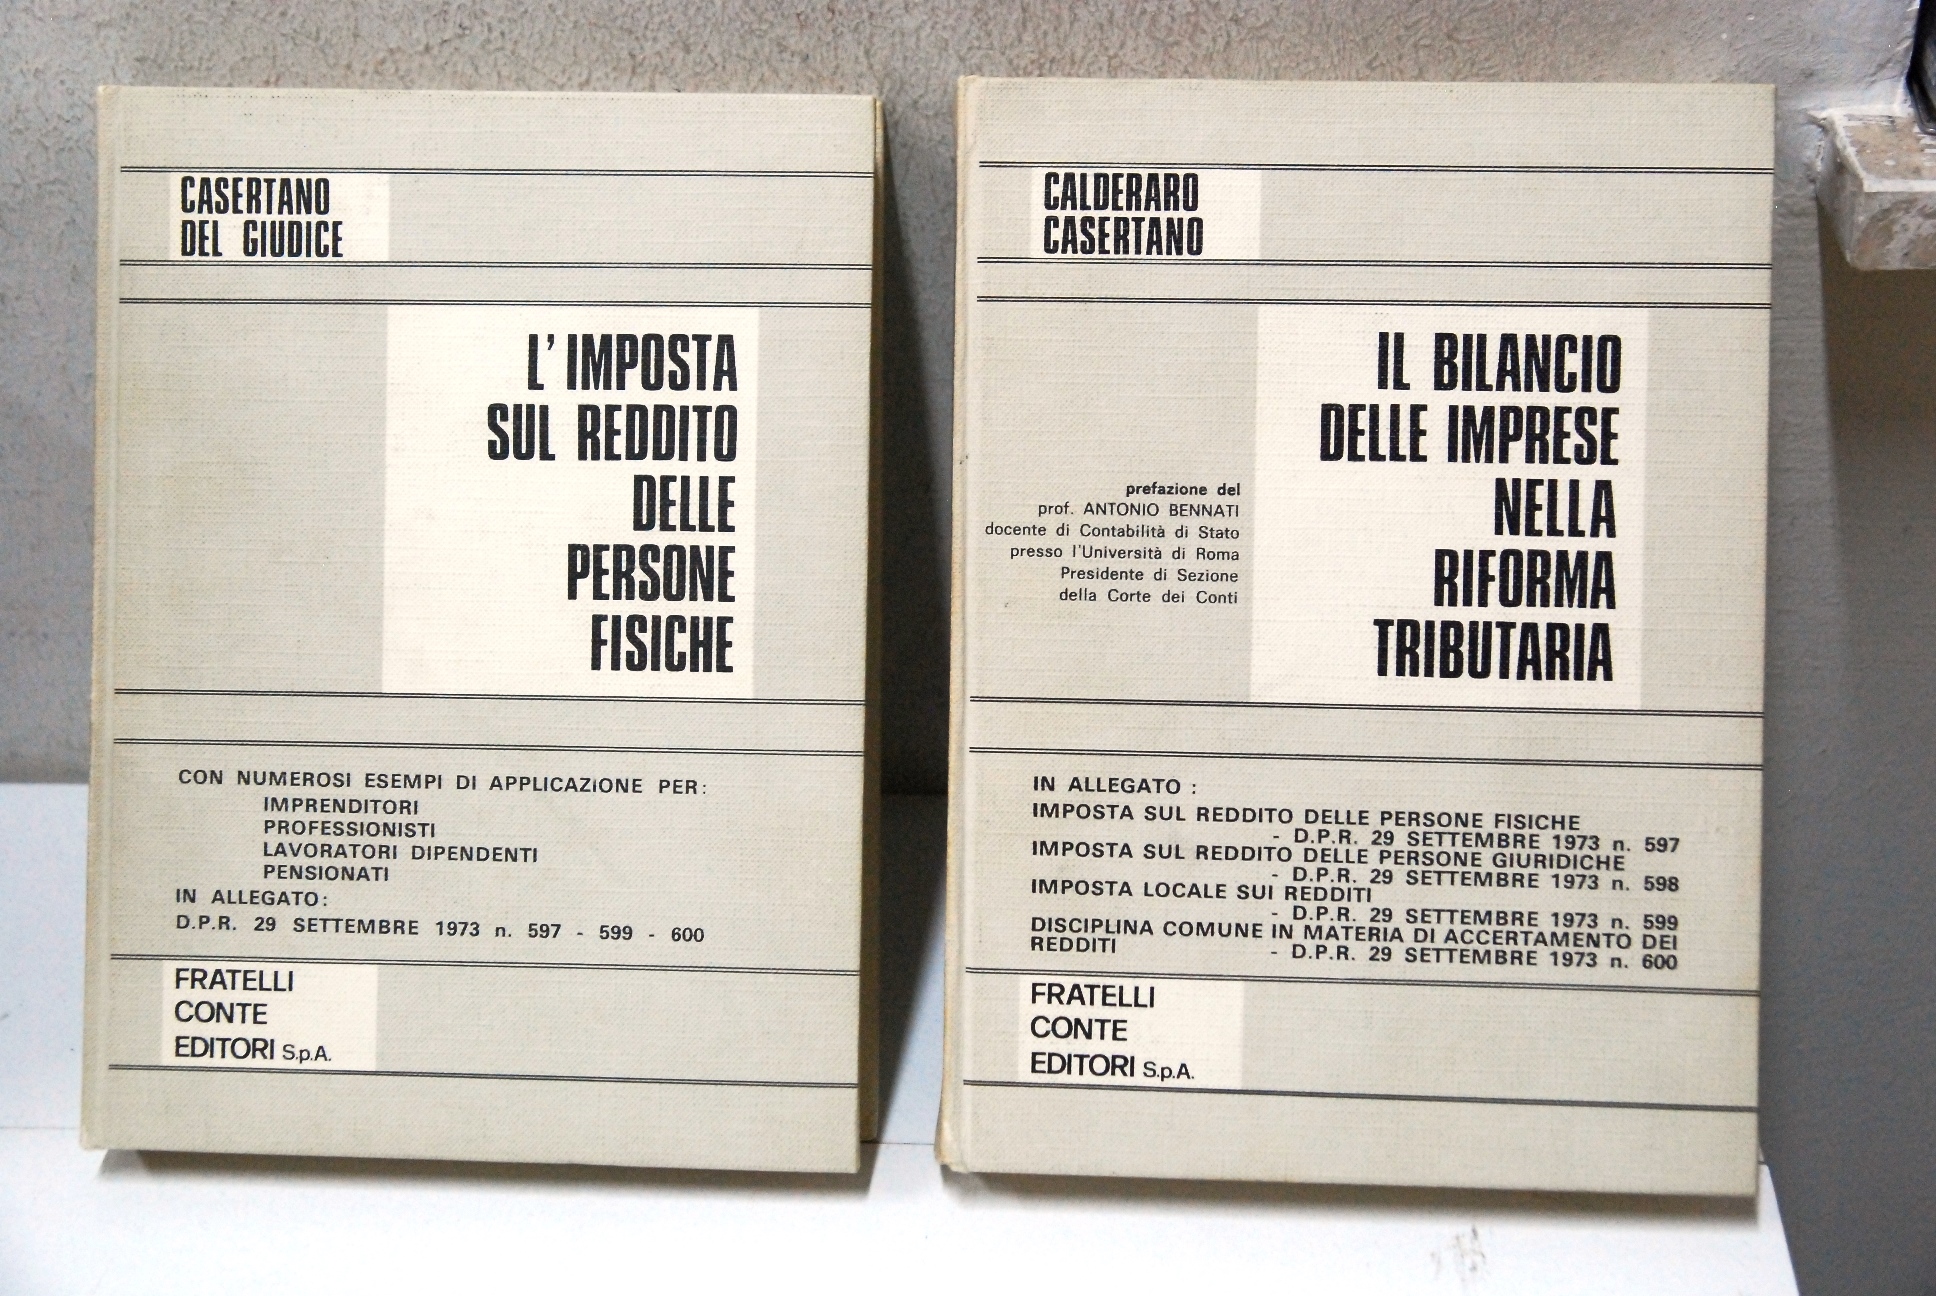 CASERTANO
DEL GIUDICE
L'IMPOSTA
SUL REDDITO
DELLE
PERSONE
FISICHE
CON NUMEROSI ESEMPI DI APPLICAZIONE PER:
IMPRENDITORI
PROFESSIONISTI
LAVORATORI DIPENDENTI
PENSIONATI
IN ALLEGATO:
D.P.R. 29 SETTEMBRE 1973 n. 597 - 599 - 600
FRATELLI
CONTE
EDITORI S.p.A.
CALDERARO
CASERTANO
IL BILANCIO
DELLE IMPRESE
NELLA
RIFORMA
TRIBUTARIA
prefazione del
prof. ANTONIO BENNATI
docente di Contabilità di Stato
presso l'Università di Roma
Presidente di Sezione
della Corte dei Conti
IN ALLEGATO :
IMPOSTA SUL REDDITO DELLE PERSONE FISICHE
- D.P.R. 29 SETTEMBRE 1973 n. 597
IMPOSTA SUL REDDITO DELLE PERSONE GIURIDICHE
- D.P.R. 29 SETTEMBRE 1973 n. 598
IMPOSTA LOCALE SUI REDDITI
- D.P.R. 29 SETTEMBRE 1973 n. 599
DISCIPLINA COMUNE IN MATERIA DI ACCERTAMENTO DEI
REDDITI - D.P.R. 29 SETTEMBRE 1973 n. 600
FRATELLI
CONTE
EDITORI S.p.A.